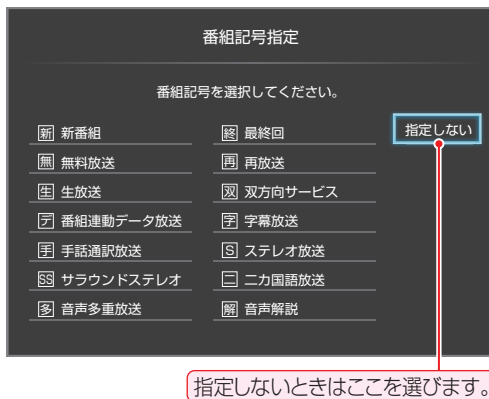 番組記号指定
番組記号を選択してください。
新 新番組
終 最終回
指定しない
無 無料放送
再 再放送
生 生放送
双 双方向サービス
デ 番組連動データ放送
字 字幕放送
手 手話通訳放送
S ステレオ放送
SS サラウンドステレオ
二 二カ国語放送
多 音声多重放送
解 音声解説
指定しないときはここを選びます。